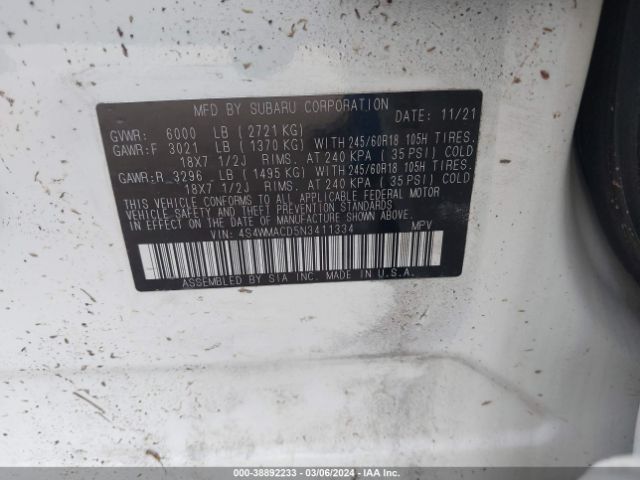 MFD BY SUBARU CORPORATION DATE: 11/21
GVWR: 6000 LB ( 2721 KG)
GAWR:F 3021 LB ( 1370 KG) WITH 245/60R18 105H TIRES.
18X7 1/2J RIMS. AT 240 KPA ( 35 PSI) COLD
GAWR:R 3296 LB ( 1495 KG) WITH 245/60R18 105H TIRES.
18X7 1/2J RIMS. AT 240 KPA ( 35 PSI) COLD
THIS VEHICLE CONFORMS TO ALL APPLICABLE FEDERAL MOTOR
VEHICLE SAFETY AND THEFT PREVENTION STANDARDS
IN EFFECT ON THE DATE OF MANUFACTURE SHOWN ABOVE.
VIN: 4S4WMACD5N3411334 MPV
ASSEMBLED BY SIA INC. MADE IN U.S.A.
000-38892233 - 03/06/2024 - IAA Inc.